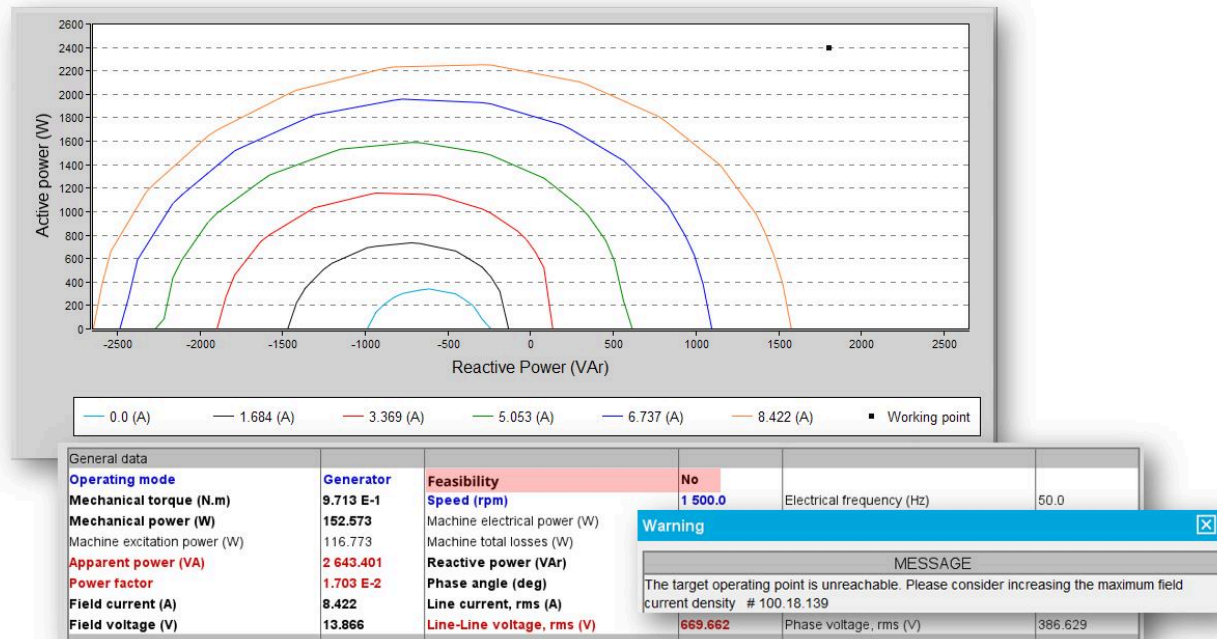 2600
2400
2200
2000
1800
1600
1400
1200
1000
800
600
400
200
0
Active power (W)
-2500 -2000 -1500 -1000 -500 0 500 1000 1500 2000 2500
Reactive Power (VAr)
0.0 (A) 1.684 (A) 3.369 (A) 5.053 (A) 6.737 (A) 8.422 (A) Working point
General data
Operating mode Generator Feasibility No
Mechanical torque (N.m) 9.713 E-1 Speed (rpm) 1 500.0 Electrical frequency (Hz) 50.0
Mechanical power (W) 152.573 Machine electrical power (W)
Machine excitation power (W) 116.773 Machine total losses (W)
Apparent power (VA) 2 643.401 Reactive power (VAr)
Power factor 1.703 E-2 Phase angle (deg)
Field current (A) 8.422 Line current, rms (A)
Field voltage (V) 13.866 Line-Line voltage, rms (V) 669.662 Phase voltage, rms (V) 386.629
Warning
MESSAGE
The target operating point is unreachable. Please consider increasing the maximum field
current density # 100.18.139